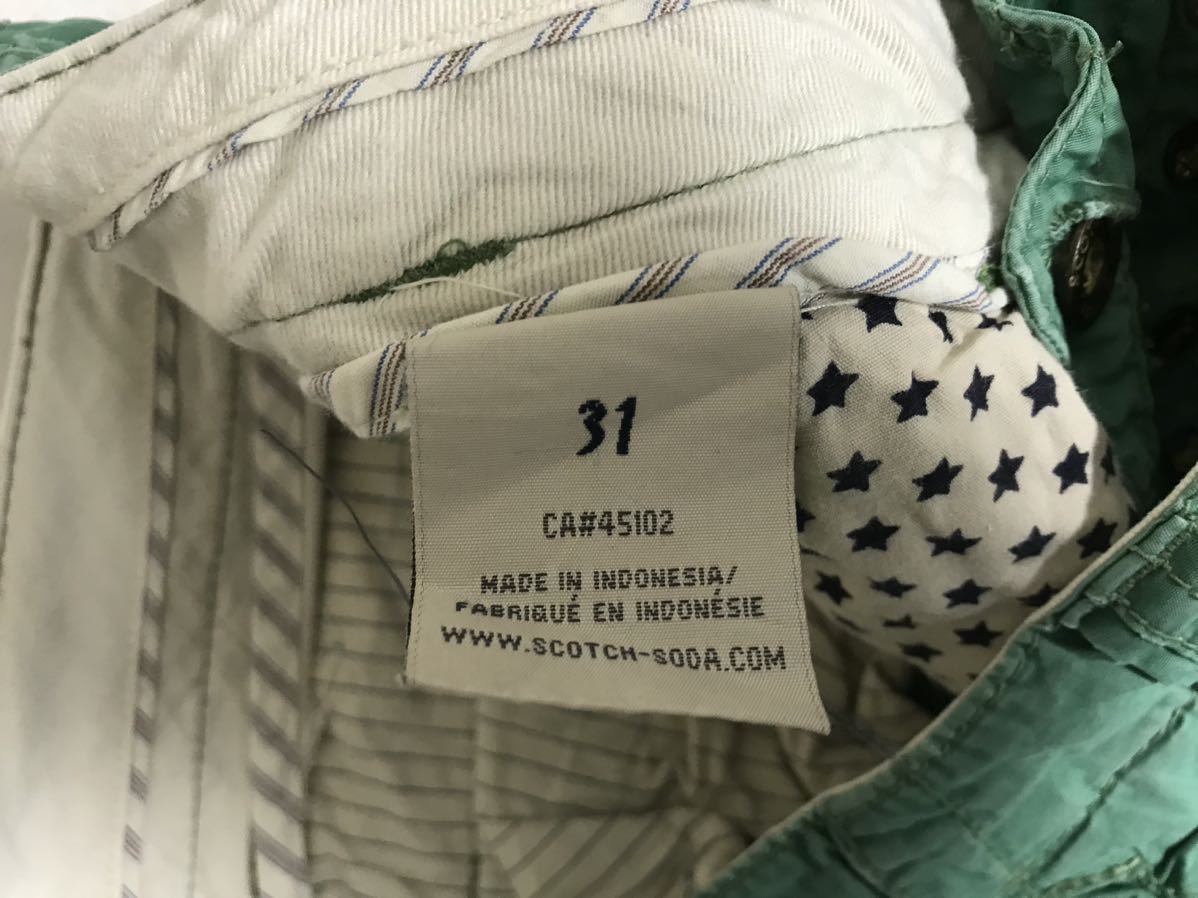 31
CA#45102
MADE IN INDONESIA/
FABRIQUÉ EN INDONÉSIE
WWW.SCOTCH-SODA.COM